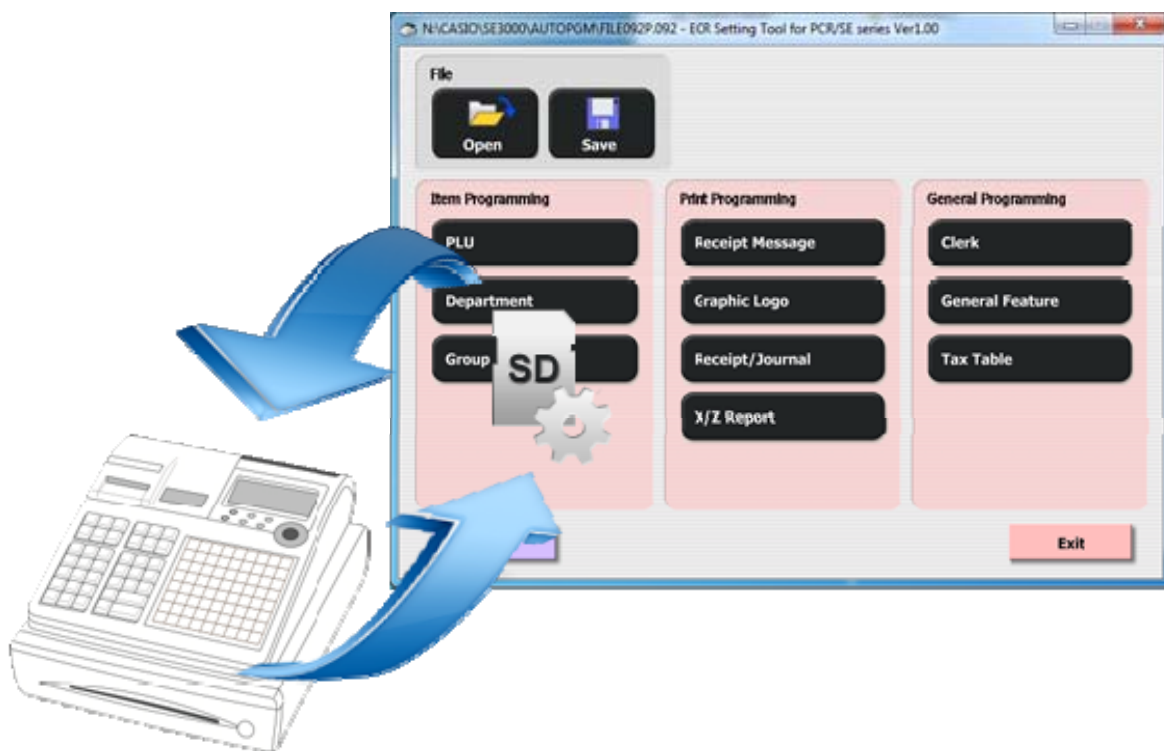 N:\CASIO\SE3000\AUTOPGM\FILE092P.092 - ECR Setting Tool for PCR/SE series Ver1.00
File
Open
Save
Item Programming
PLU
Department
Group
SD
Print Programming
Receipt Message
Graphic Logo
Receipt/Journal
X/Z Report
General Programming
Clerk
General Feature
Tax Table
Exit